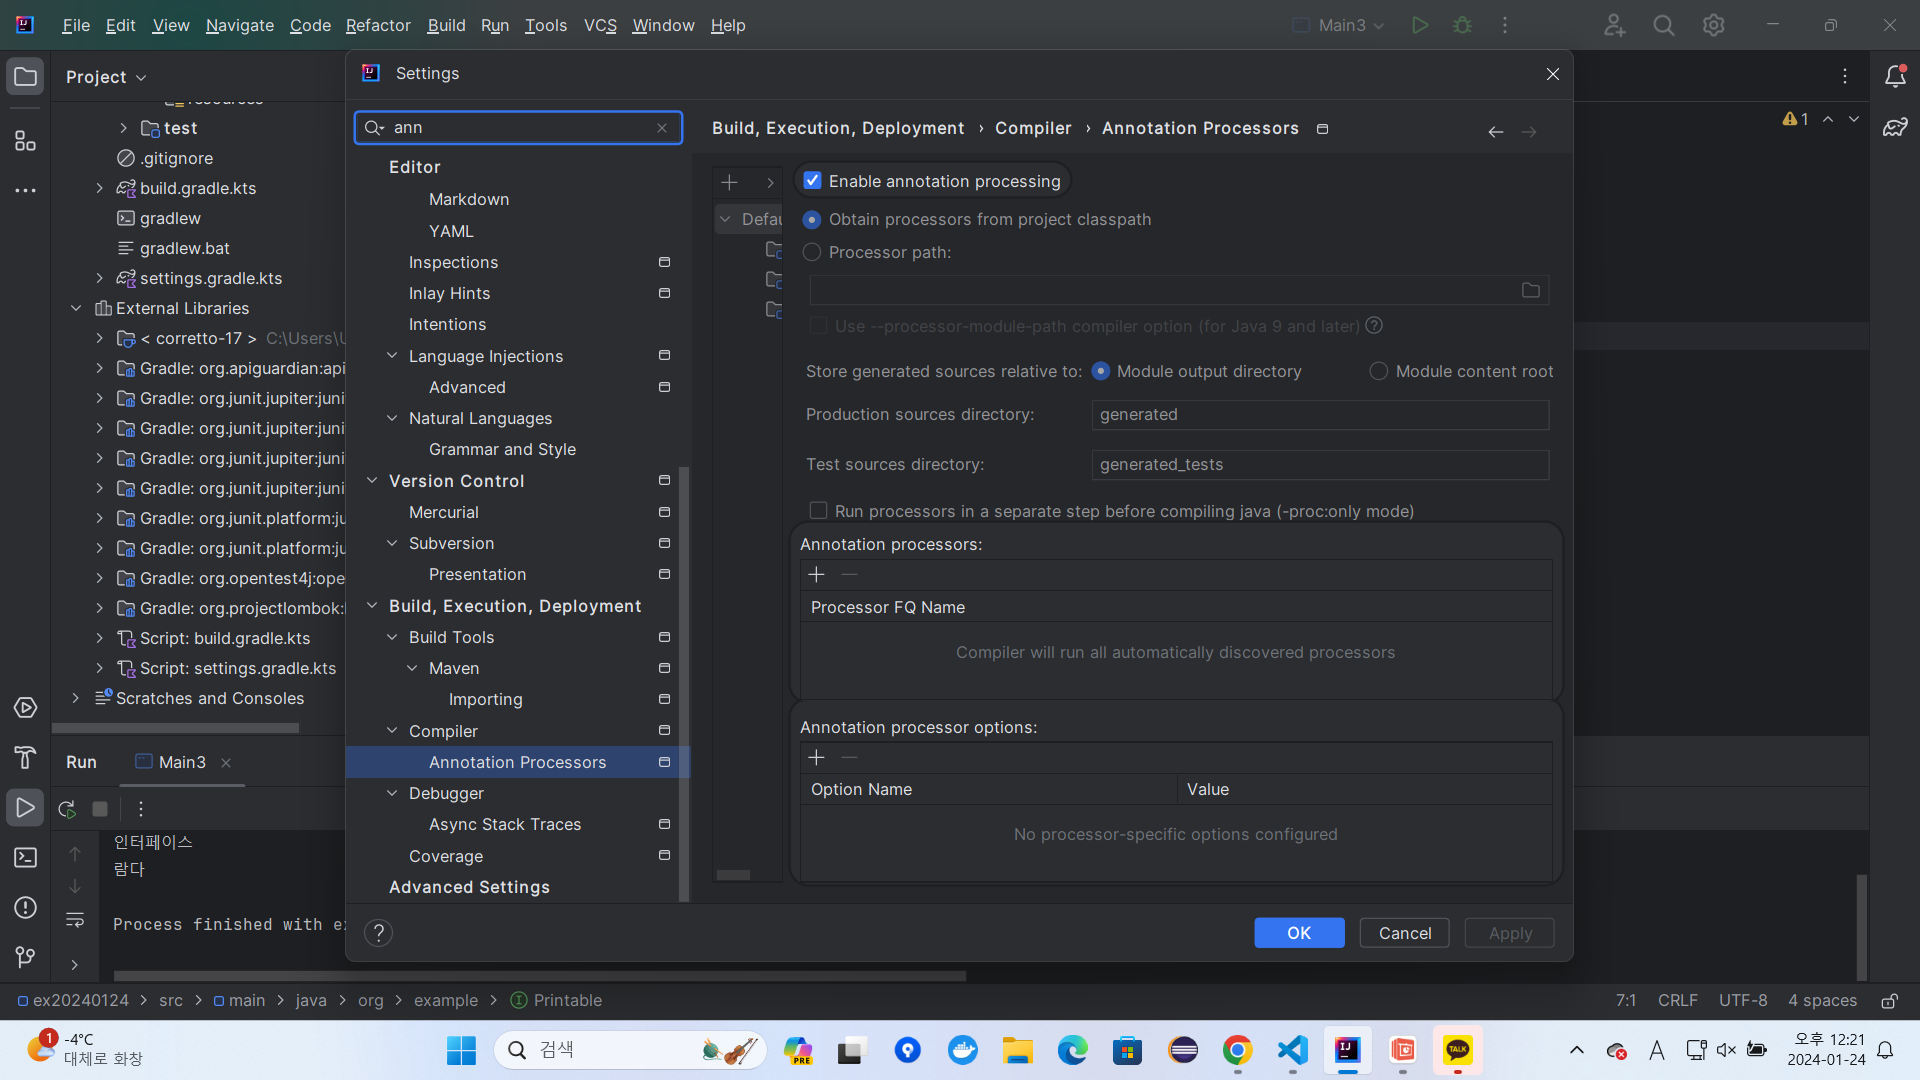 File Edit View Navigate Code Refactor Build Run Tools VCS Window Help
Main3
Project
resources
test
.gitignore
build.gradle.kts
gradlew
gradlew.bat
settings.gradle.kts
External Libraries
< corretto-17 > C:\Users\U
Gradle: org.apiguardian:api
Gradle: org.junit.jupiter:juni
Gradle: org.junit.jupiter:juni
Gradle: org.junit.jupiter:juni
Gradle: org.junit.jupiter:juni
Gradle: org.junit.platform:ju
Gradle: org.junit.platform:ju
Gradle: org.opentest4j:ope
Gradle: org.projectlombok:
Script: build.gradle.kts
Script: settings.gradle.kts
Scratches and Consoles
Settings
ann
Editor
Markdown
YAML
Inspections
Inlay Hints
Intentions
Language Injections
Advanced
Natural Languages
Grammar and Style
Version Control
Mercurial
Subversion
Presentation
Build, Execution, Deployment
Build Tools
Maven
Importing
Compiler
Annotation Processors
Debugger
Async Stack Traces
Coverage
Advanced Settings
Build, Execution, Deployment › Compiler › Annotation Processors
Defau
Enable annotation processing
Obtain processors from project classpath
Processor path:
Use --processor-module-path compiler option (for Java 9 and later)
Store generated sources relative to: Module output directory Module content root
Production sources directory: generated
Test sources directory: generated_tests
Run processors in a separate step before compiling java (-proc:only mode)
Annotation processors:
Processor FQ Name
Compiler will run all automatically discovered processors
Annotation processor options:
Option Name Value
No processor-specific options configured
? OK Cancel Apply
1
Run Main3
인터페이스
람다
Process finished with ex
ex20240124 > src > main > java > org > example > Printable
7:1 CRLF UTF-8 4 spaces
1
-4°C
대체로 화창
검색
PRE
TALK
A
오후 12:21
2024-01-24